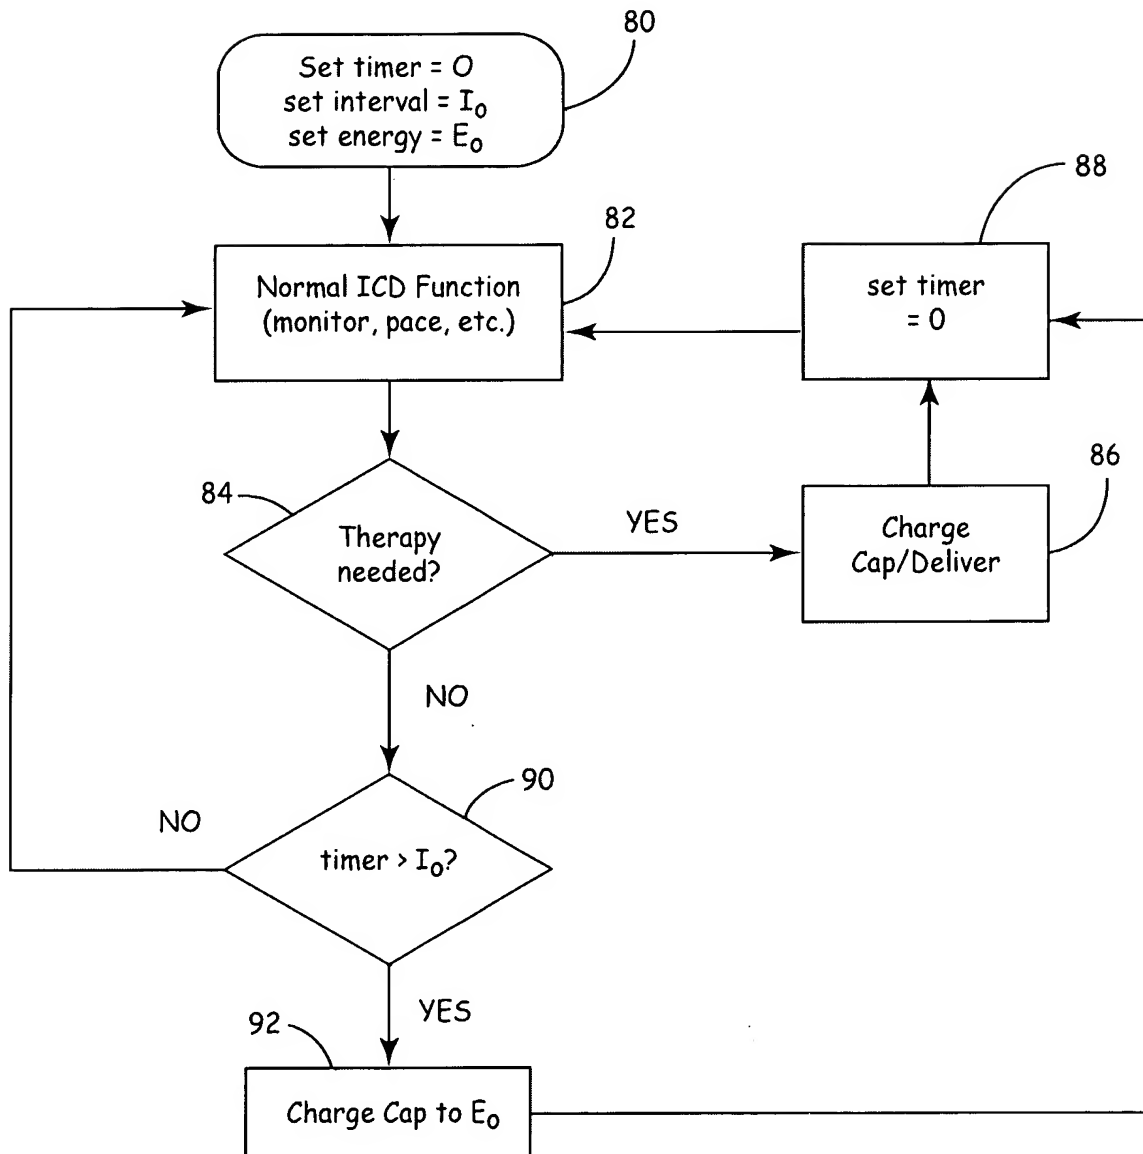 80
Set timer = O
set interval = I₀
set energy = E₀
88
82
Normal ICD Function
(monitor, pace, etc.)
set timer
= 0
86
84
Therapy
needed?
YES
Charge
Cap/Deliver
NO
90
NO
timer > I₀?
YES
92
Charge Cap to E₀